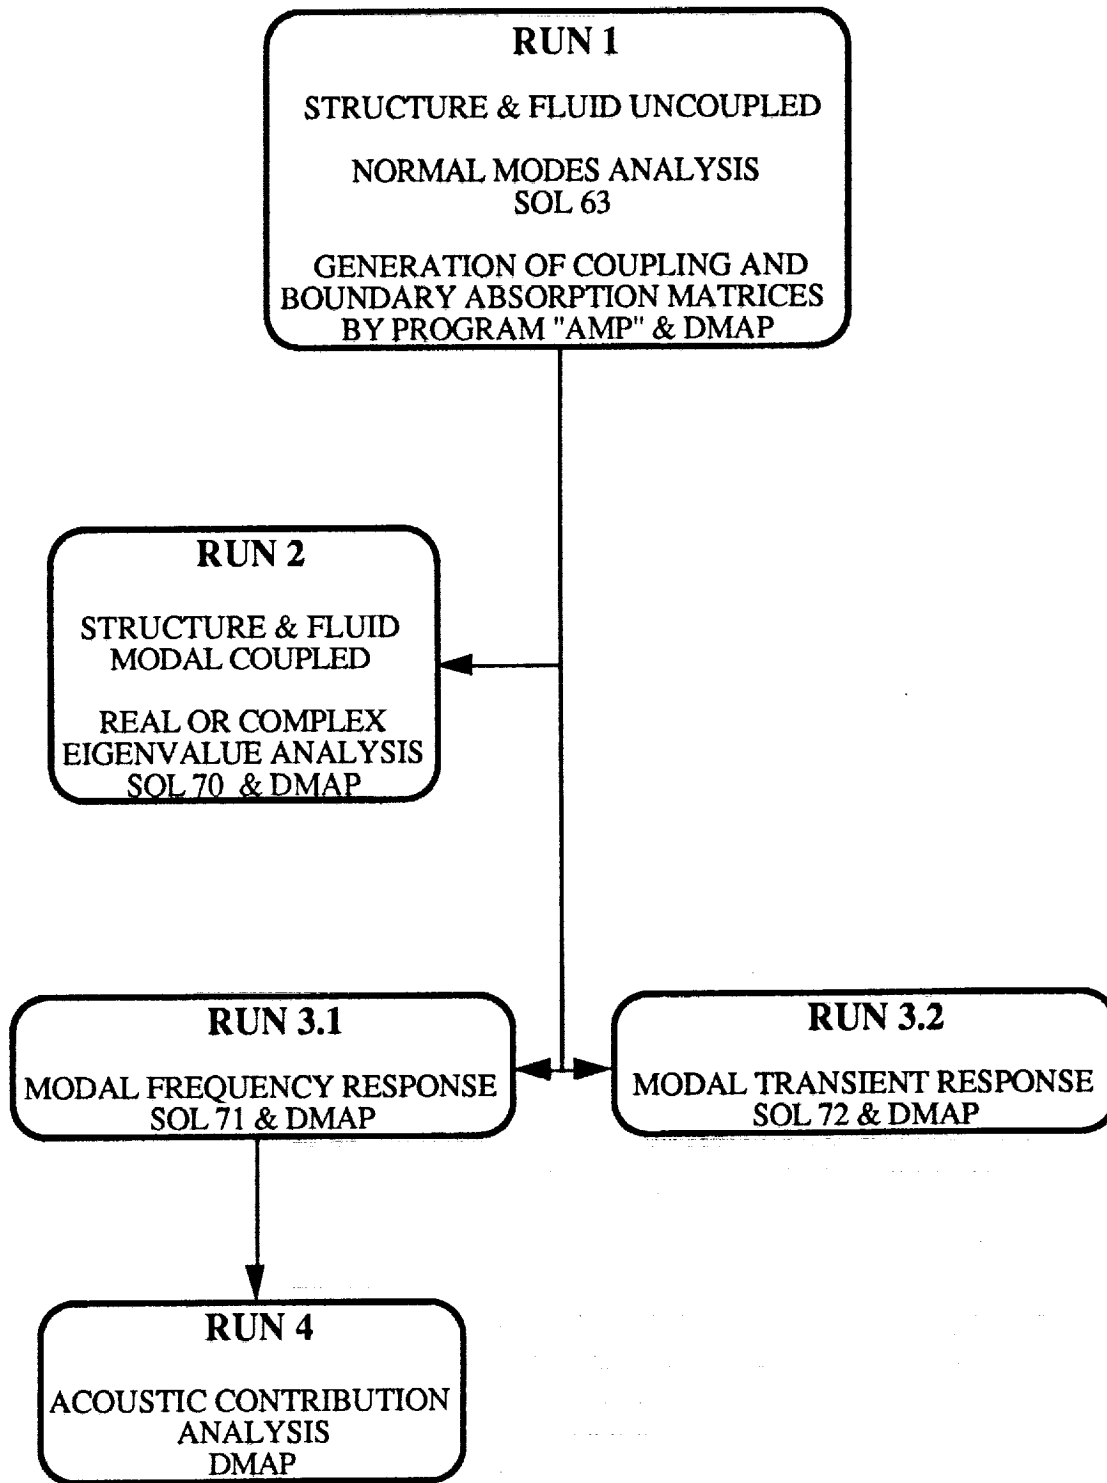 RUN 1
STRUCTURE & FLUID UNCOUPLED
NORMAL MODES ANALYSIS
SOL 63
GENERATION OF COUPLING AND
BOUNDARY ABSORPTION MATRICES
BY PROGRAM "AMP" & DMAP
RUN 2
STRUCTURE & FLUID
MODAL COUPLED
REAL OR COMPLEX
EIGENVALUE ANALYSIS
SOL 70 & DMAP
RUN 3.1
MODAL FREQUENCY RESPONSE
SOL 71 & DMAP
RUN 3.2
MODAL TRANSIENT RESPONSE
SOL 72 & DMAP
RUN 4
ACOUSTIC CONTRIBUTION
ANALYSIS
DMAP